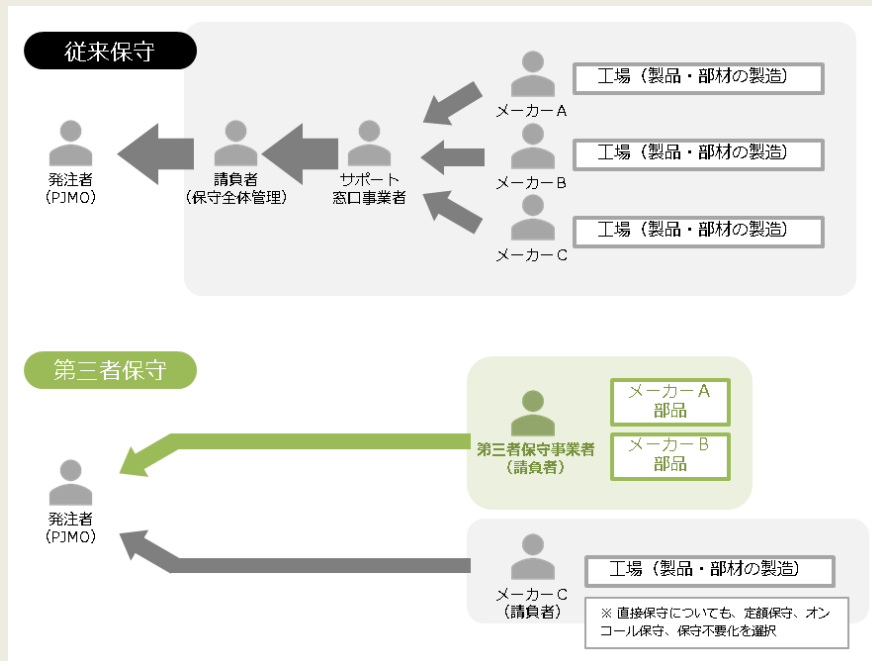 従来保守
工場（製品・部材の製造）
メーカーA
工場（製品・部材の製造）
発注者
(PJMO)
請負者
（保守全体管理）
サポート
窓口事業者
メーカーB
工場（製品・部材の製造）
メーカーC
第三者保守
メーカーA
部品
第三者保守事業者
（請負者）
メーカーB
部品
発注者
(PJMO)
工場（製品・部材の製造）
メーカーC
（請負者）
※ 直接保守についても、定額保守、オン
コール保守、保守不要化を選択